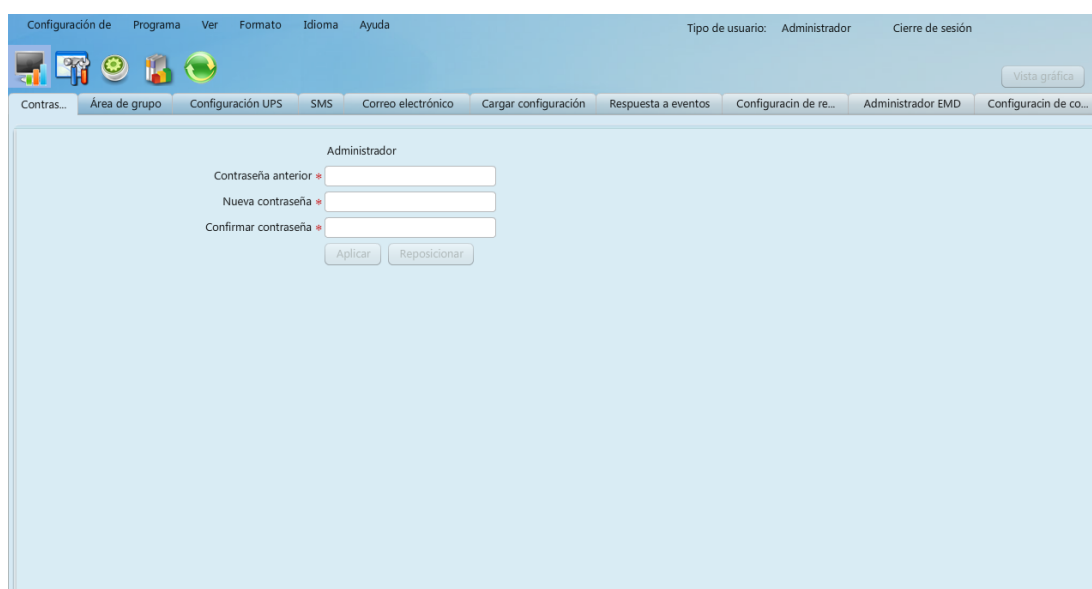 Configuración de Programa Ver Formato Idioma Ayuda Tipo de usuario: Administrador Cierre de sesión
Vista gráfica
Contras... Área de grupo Configuración UPS SMS Correo electrónico Cargar configuración Respuesta a eventos Configuracin de re... Administrador EMD Configuracin de co...
Administrador
Contraseña anterior *
Nueva contraseña *
Confirmar contraseña *
Aplicar Reposicionar